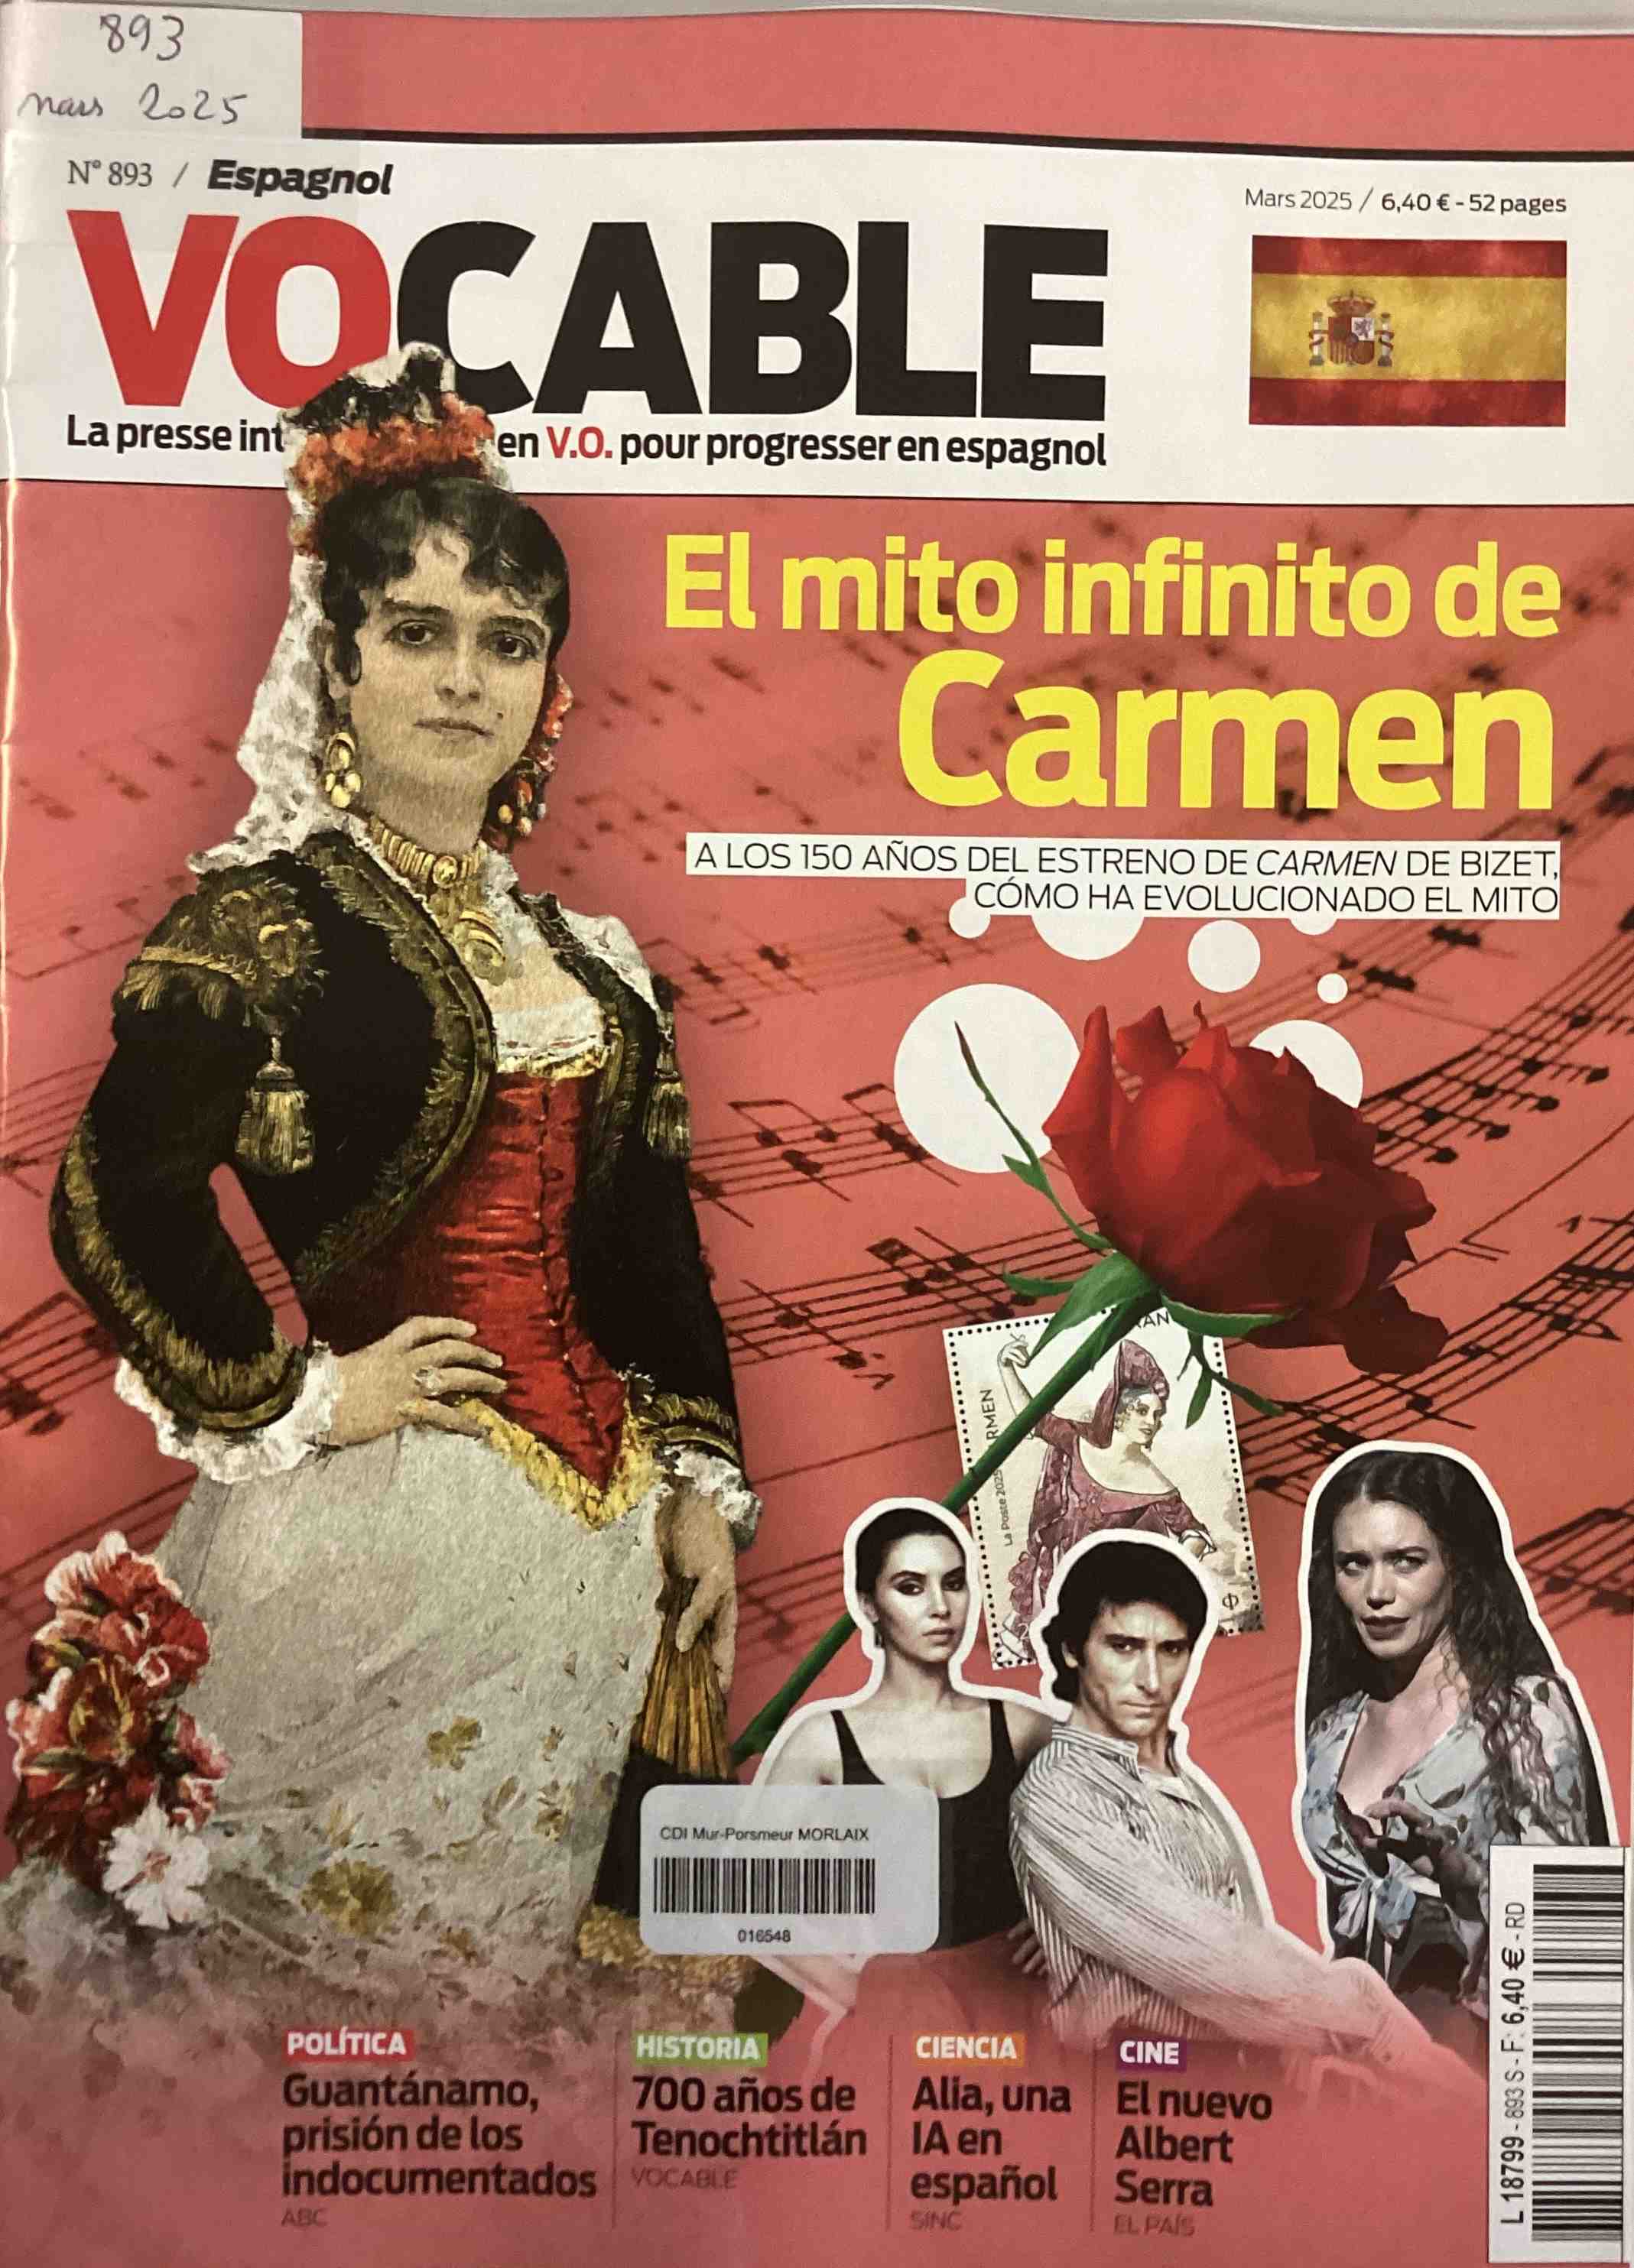 893
mars 2025
N° 893 / Espagnol
Mars 2025 / 6,40 € - 52 pages
VOCABLE
La presse int en V.O. pour progresser en espagnol
El mito infinito de
Carmen
A LOS 150 AÑOS DEL ESTRENO DE CARMEN DE BIZET,
CÓMO HA EVOLUCIONADO EL MITO
RAN
La Poste 2025
RMEN
CDI Mur-Porsmeur MORLAIX
016548
POLÍTICA
Guantánamo,
prisión de los
indocumentados
ABC
HISTORIA
700 años de
Tenochtitlán
VOCABLE
CIENCIA
Alia, una
IA en
español
SINC
CINE
El nuevo
Albert
Serra
EL PAÍS
L 18799 - 893 S - F: 6,40 € - RD